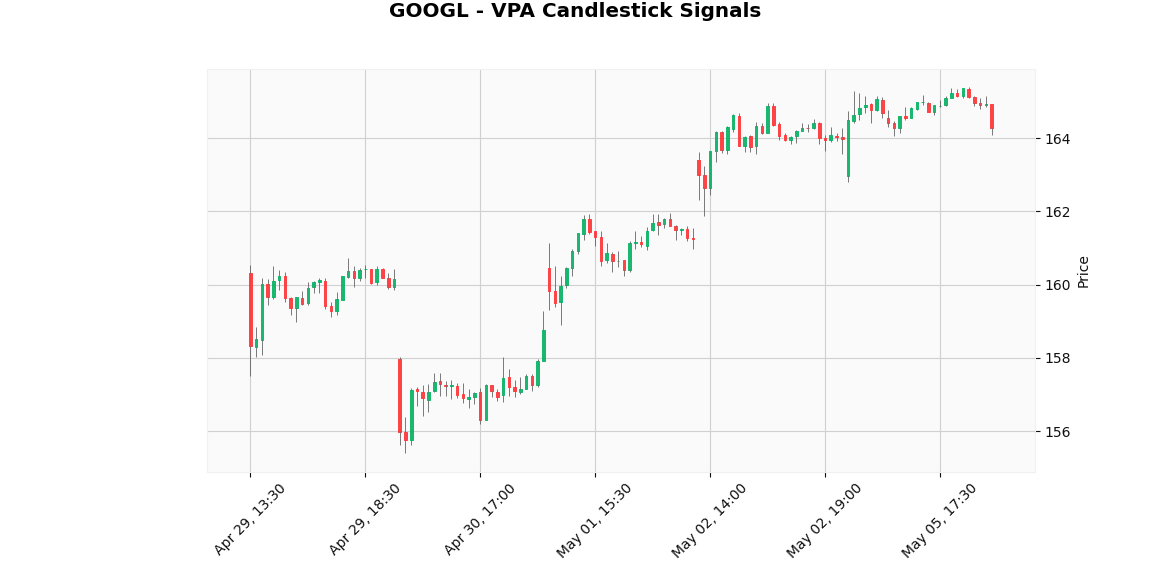 GOOGL - VPA Candlestick Signals
164
162
160
158
156
Price
Apr 29, 13:30
Apr 29, 18:30
Apr 30, 17:00
May 01, 15:30
May 02, 14:00
May 02, 19:00
May 05, 17:30